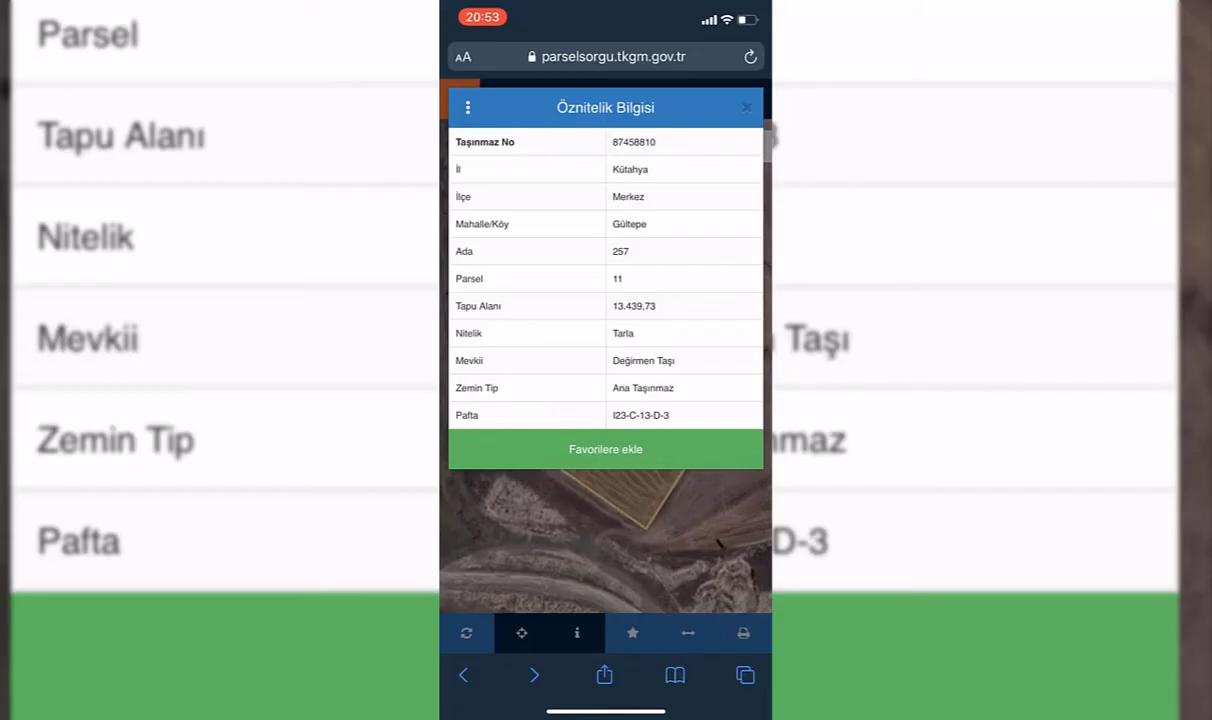 20:53
AA parselsorgu.tkgm.gov.tr
Öznitelik Bilgisi
Taşınmaz No 87458810
İl Kütahya
İlçe Merkez
Mahalle/Köy Gültepe
Ada 257
Parsel 11
Tapu Alanı 13.439,73
Nitelik Tarla
Mevkii Değirmen Taşı
Zemin Tip Ana Taşınmaz
Pafta I23-C-13-D-3
Favorilere ekle
Parsel
Tapu Alanı
Nitelik
Mevkii Taşı
Zemin Tip nmaz
Pafta D-3